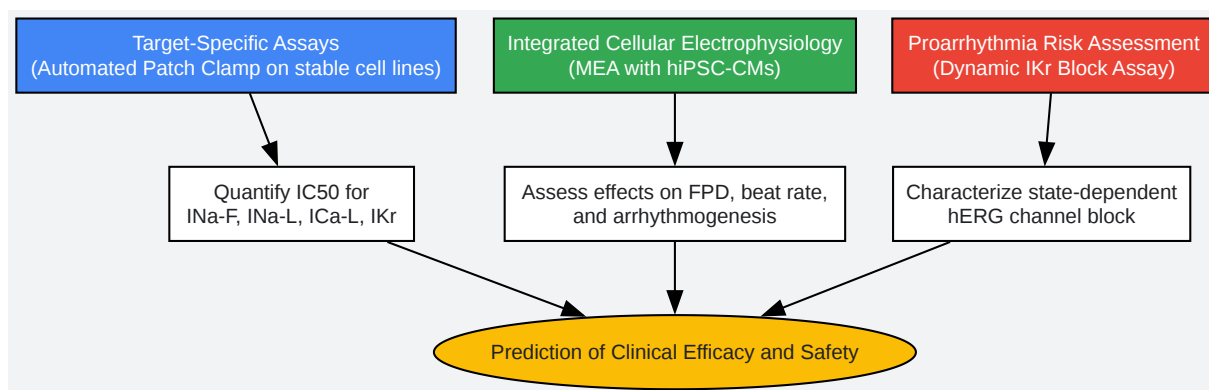 Target-Specific Assays
(Automated Patch Clamp on stable cell lines)
Integrated Cellular Electrophysiology
(MEA with hiPSC-CMs)
Proarrhythmia Risk Assessment
(Dynamic IKr Block Assay)
Quantify IC50 for
INa-F, INa-L, ICa-L, IKr
Assess effects on FPD, beat rate,
and arrhythmogenesis
Characterize state-dependent
hERG channel block
Prediction of Clinical Efficacy and Safety